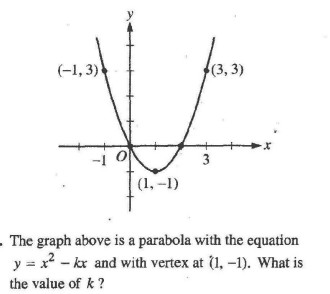 y
(−1, 3)
(3, 3)
−1 O 3 x
(1, −1)
. The graph above is a parabola with the equation
y = x² − kx and with vertex at (1, −1). What is
the value of k ?